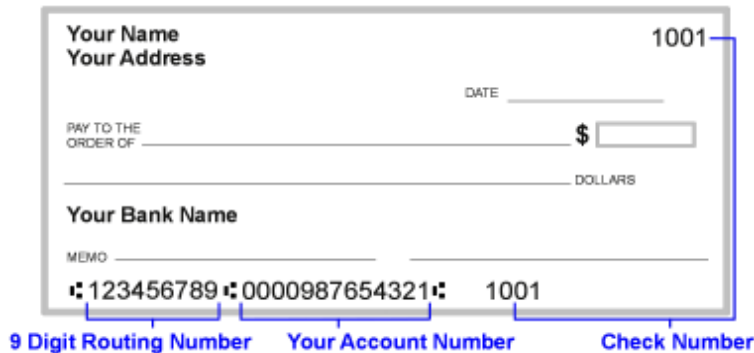 Your Name 1001
Your Address
DATE
PAY TO THE
ORDER OF $
DOLLARS
Your Bank Name
MEMO
⑆123456789⑆0000987654321⑆ 1001
9 Digit Routing Number Your Account Number Check Number